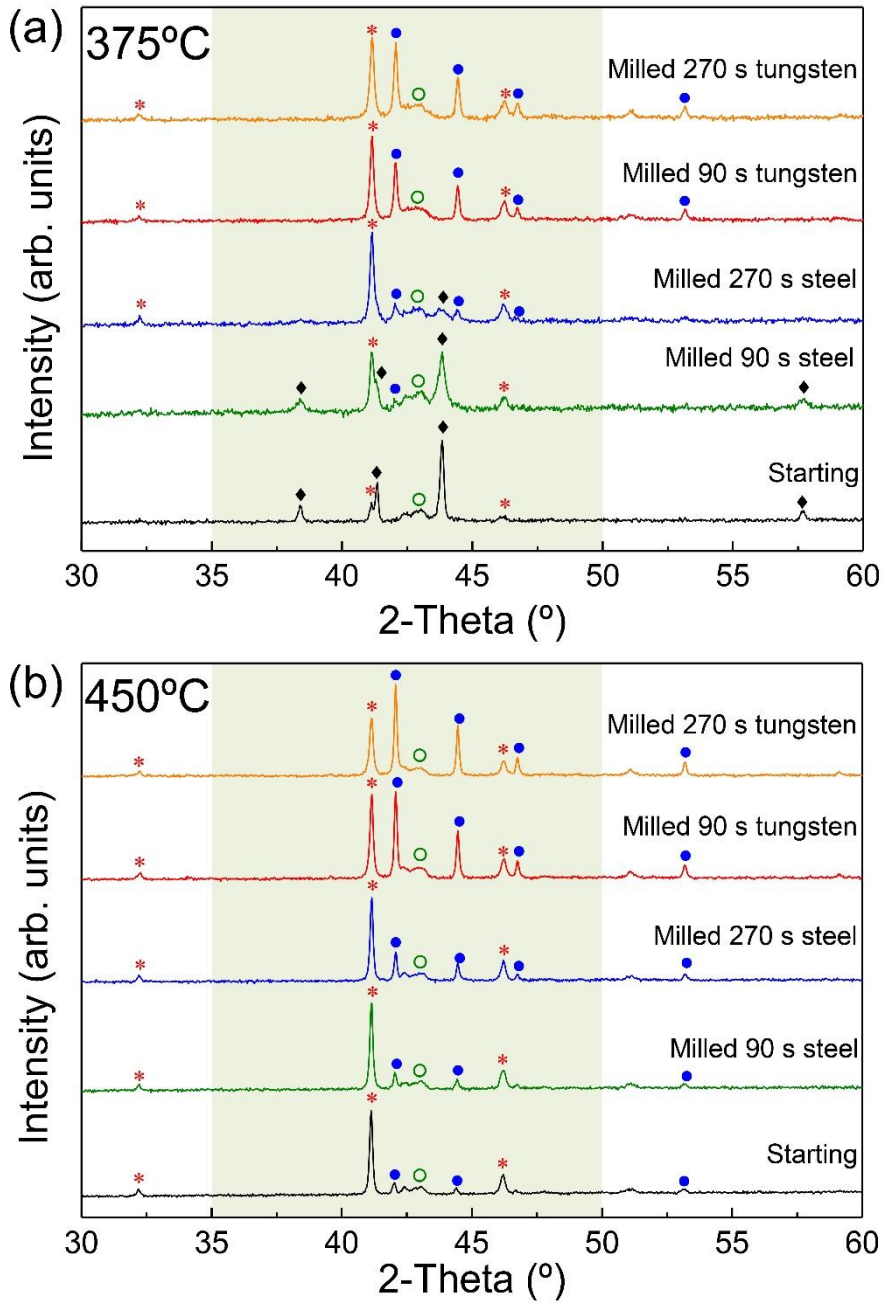 (a)
375ºC
Milled 270 s tungsten
Milled 90 s tungsten
Milled 270 s steel
Milled 90 s steel
Starting
Intensity (arb. units)
30 35 40 45 50 55 60
2-Theta (º)
(b)
450ºC
Milled 270 s tungsten
Milled 90 s tungsten
Milled 270 s steel
Milled 90 s steel
Starting
Intensity (arb. units)
30 35 40 45 50 55 60
2-Theta (º)